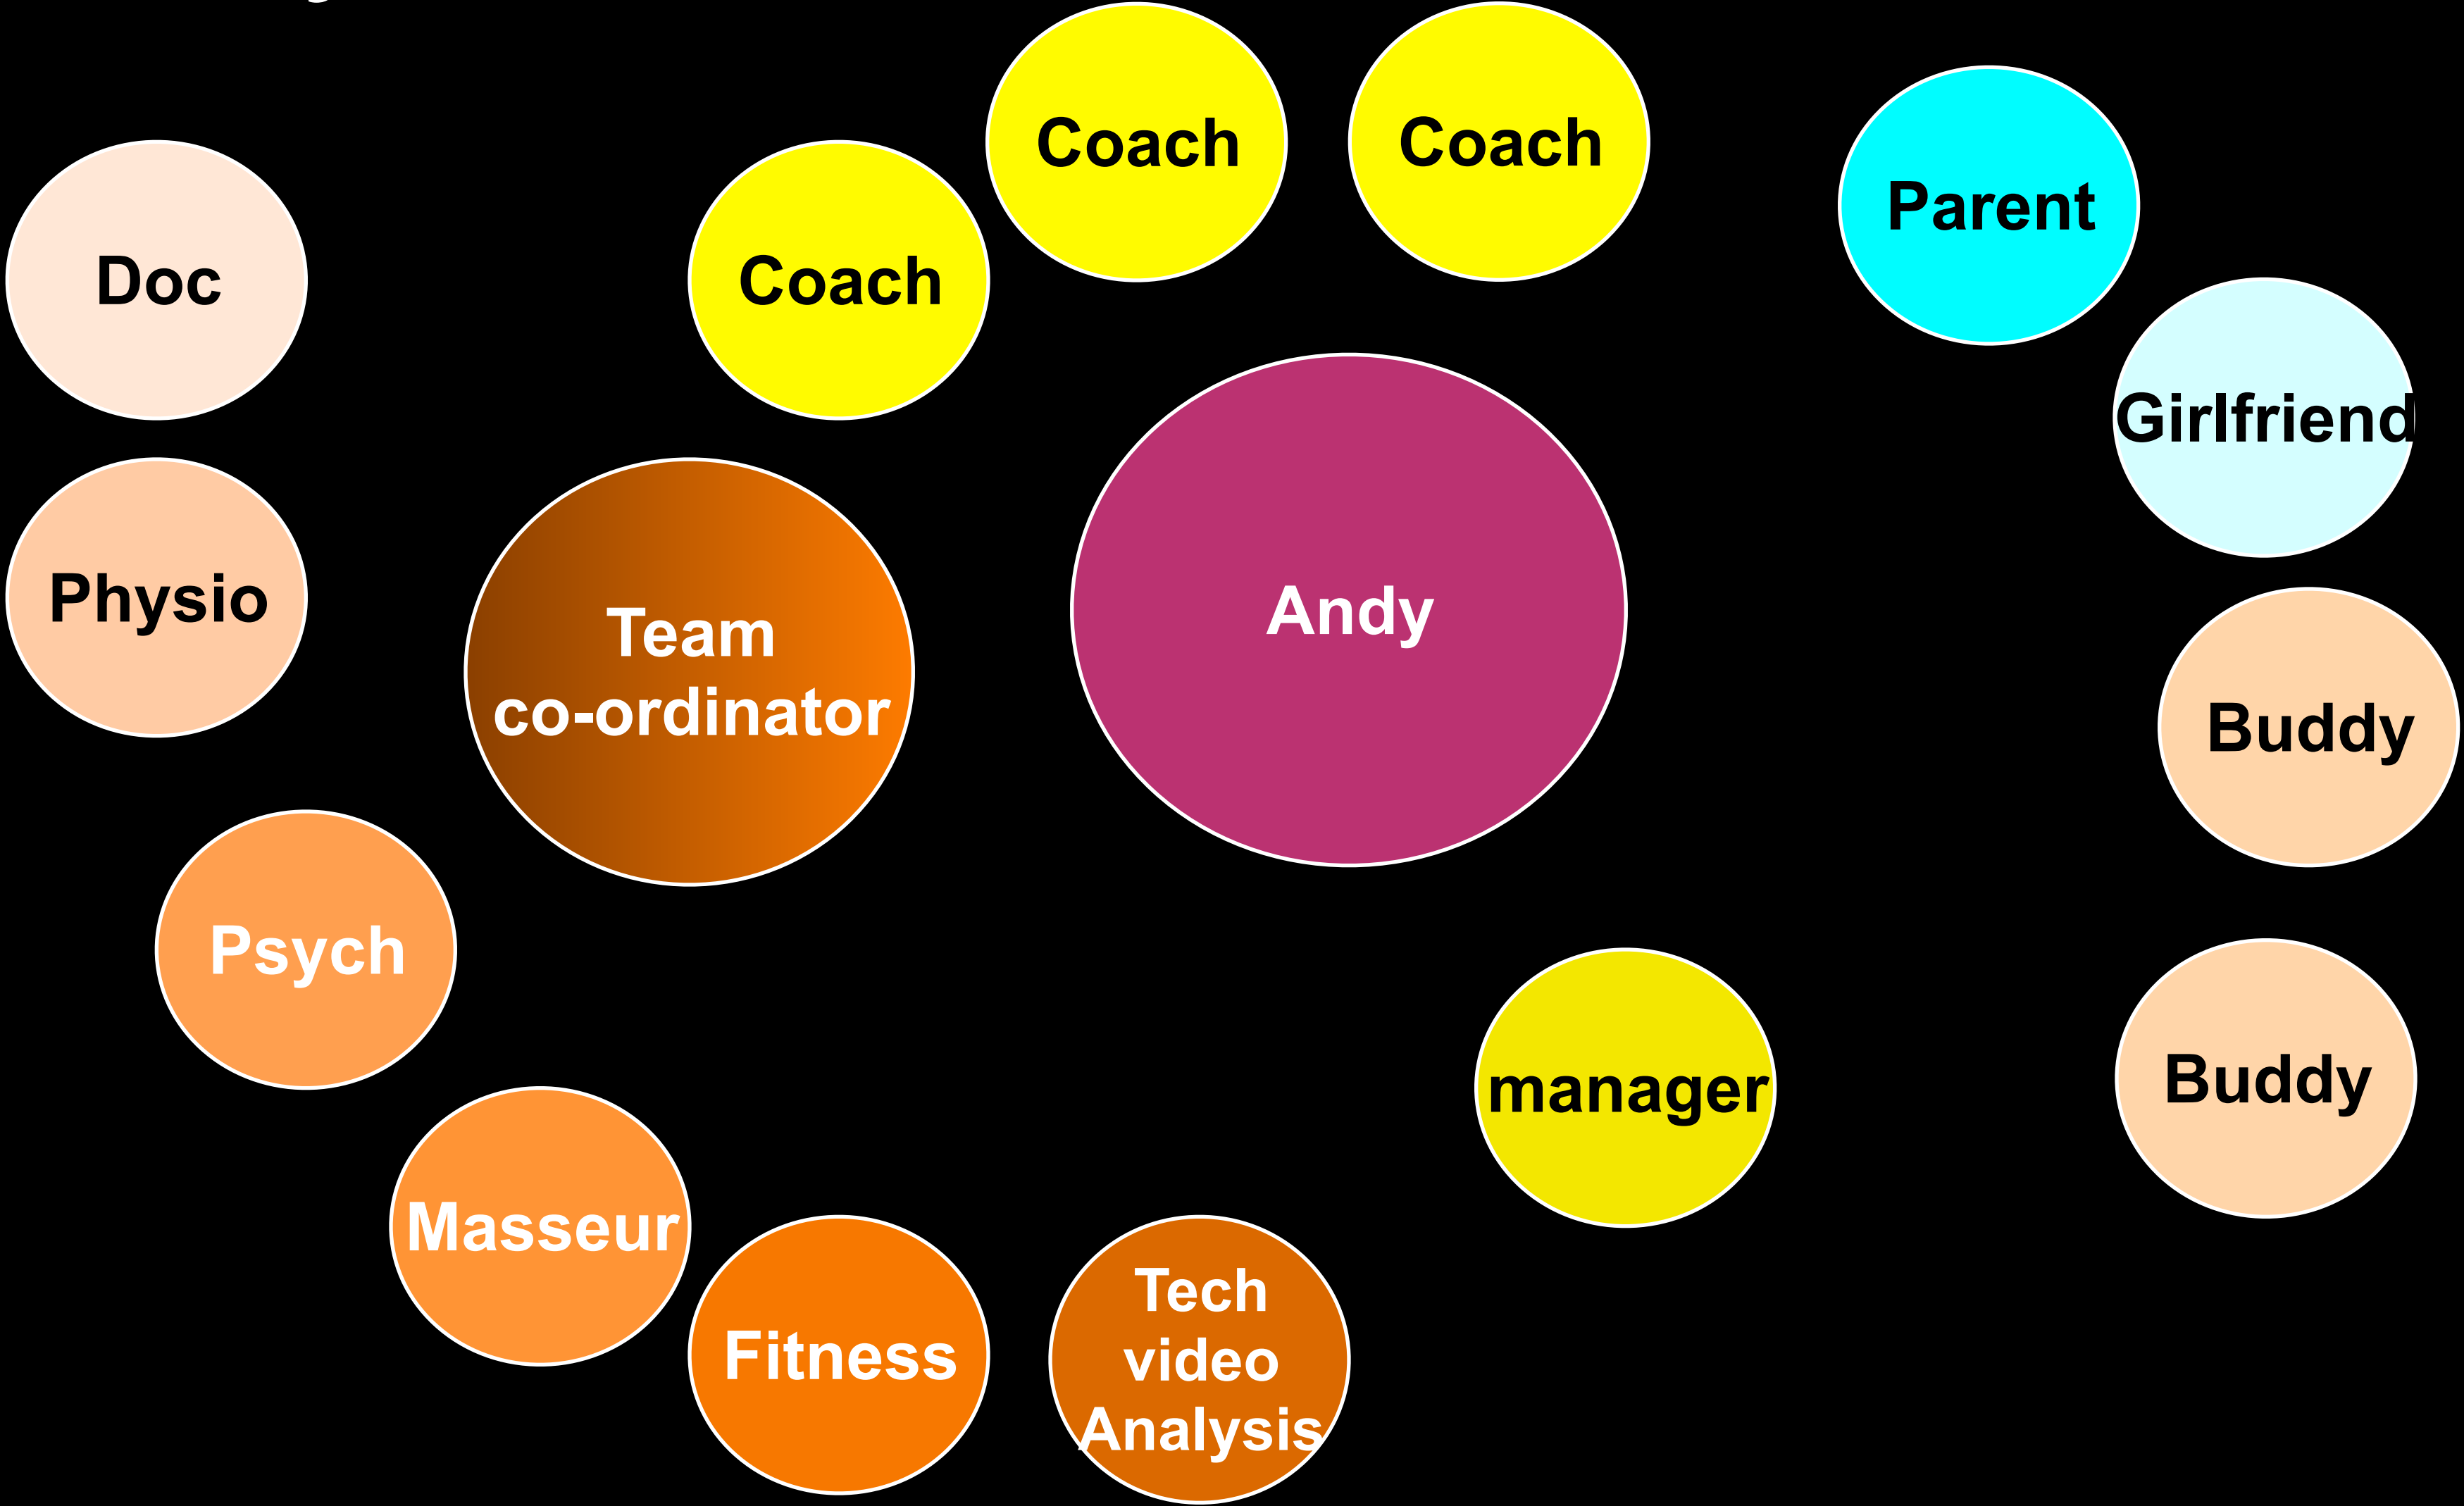 Coach
Coach
Parent
Doc
Coach
Girlfriend
Physio
Team
co-ordinator
Andy
Buddy
Psych
manager
Buddy
Masseur
Fitness
Tech
video
Analysis